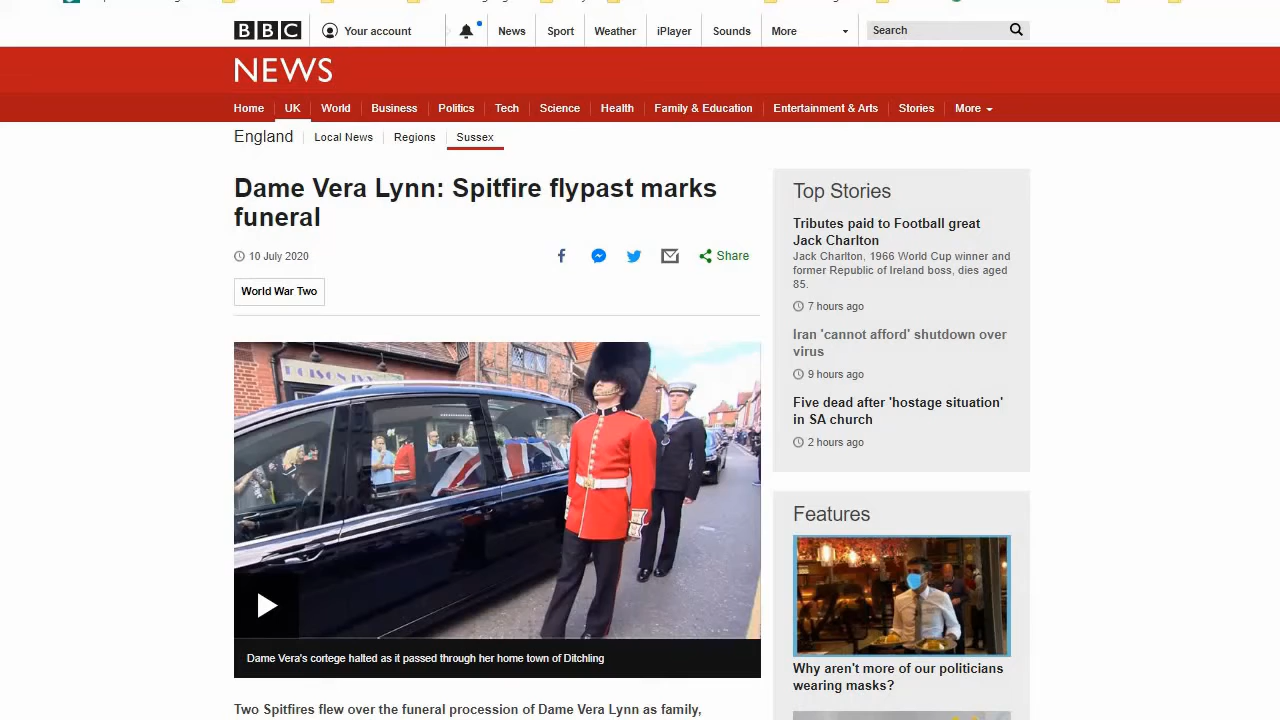 BBC
Your account
News
Sport
Weather
iPlayer
Sounds
More
Search
NEWS
Home
UK
World
Business
Politics
Tech
Science
Health
Family & Education
Entertainment & Arts
Stories
More
England
Local News
Regions
Sussex
Dame Vera Lynn: Spitfire flypast marks
funeral
10 July 2020
Share
World War Two
Dame Vera's cortege halted as it passed through her home town of Ditchling
Two Spitfires flew over the funeral procession of Dame Vera Lynn as family,
Top Stories
Tributes paid to Football great
Jack Charlton
Jack Charlton, 1966 World Cup winner and
former Republic of Ireland boss, dies aged
85.
7 hours ago
Iran 'cannot afford' shutdown over
virus
9 hours ago
Five dead after 'hostage situation'
in SA church
2 hours ago
Features
Why aren't more of our politicians
wearing masks?